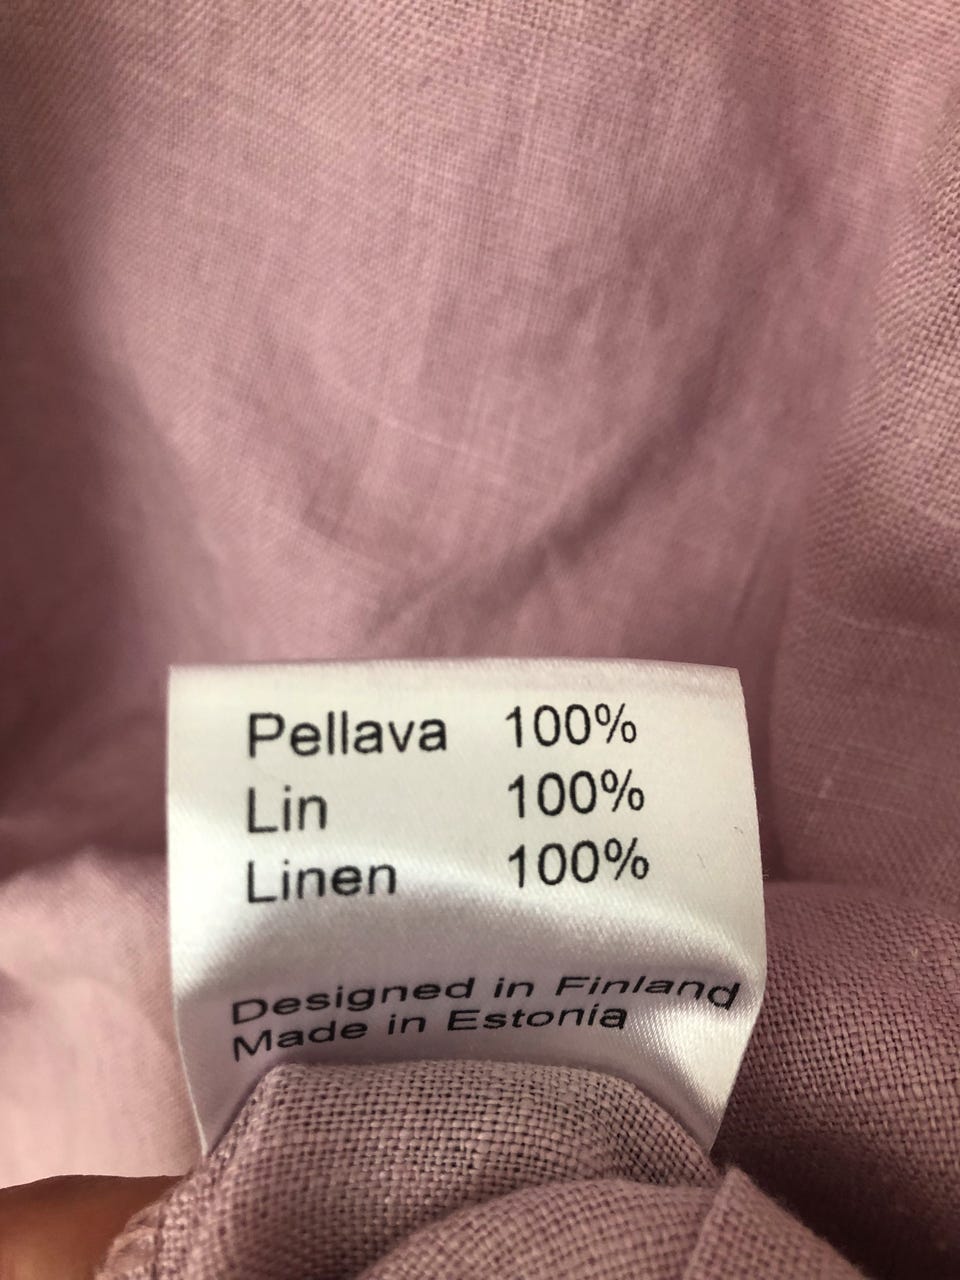 Pellava 100%
Lin 100%
Linen 100%
Designed in Finland
Made in Estonia